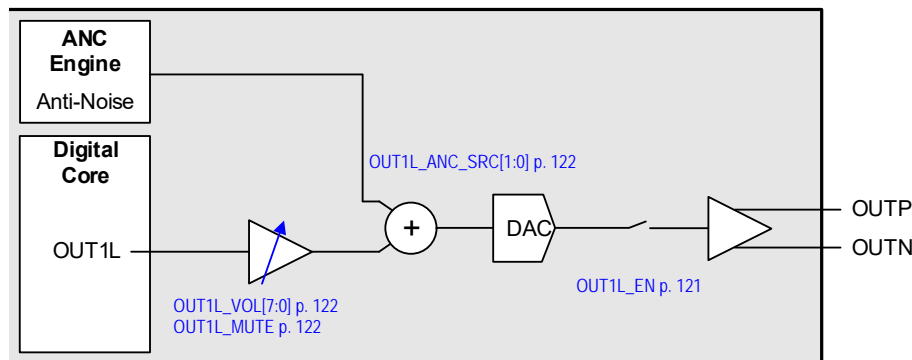 ANC
Engine
Anti-Noise
Digital
Core
OUT1L_ANC_SRC[1:0] p. 122
OUT1L
+
DAC
OUTP
OUTN
OUT1L_EN p. 121
OUT1L_VOL[7:0] p. 122
OUT1L_MUTE p. 122